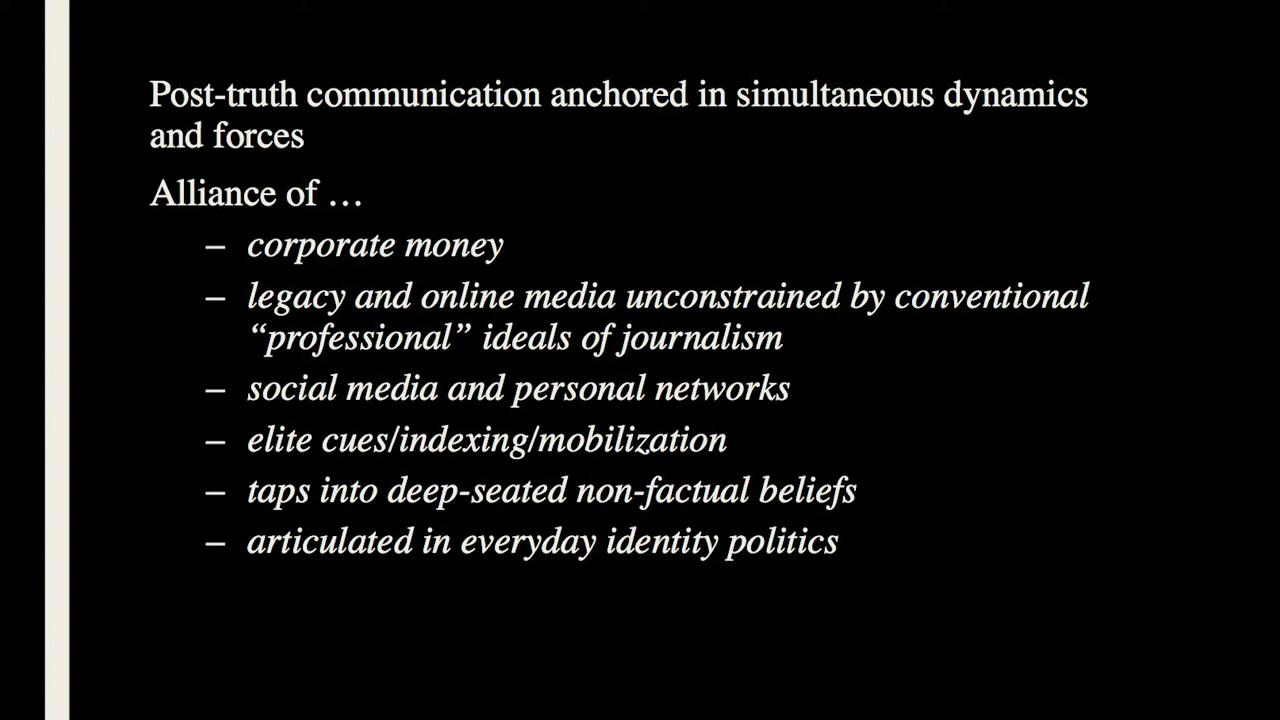 Post-truth communication anchored in simultaneous dynamics
and forces
Alliance of …
– corporate money
– legacy and online media unconstrained by conventional
“professional” ideals of journalism
– social media and personal networks
– elite cues/indexing/mobilization
– taps into deep-seated non-factual beliefs
– articulated in everyday identity politics